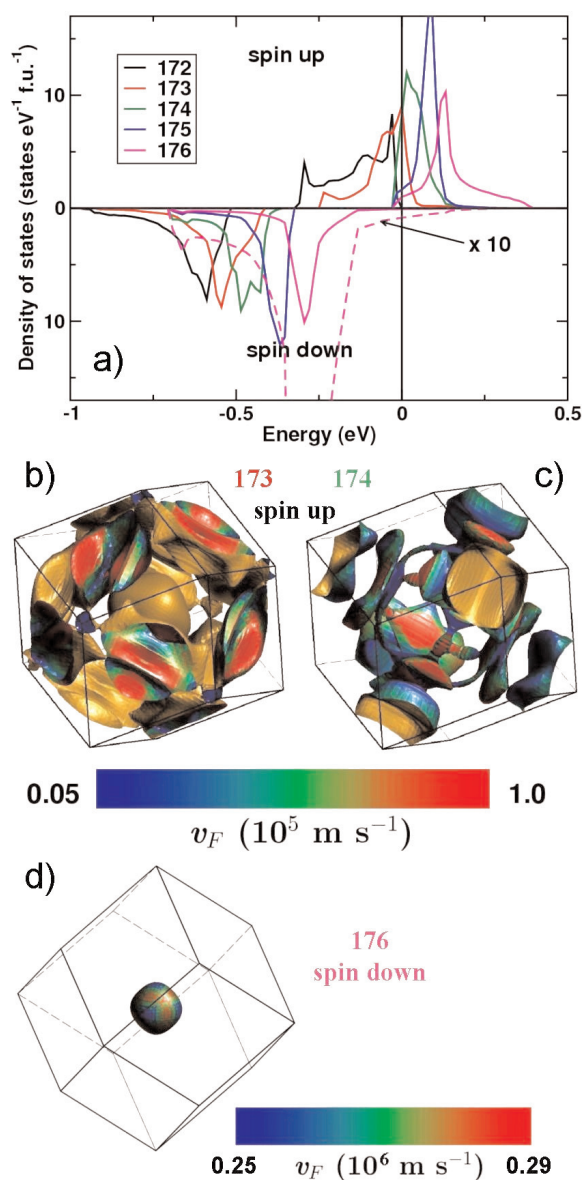 a)
spin up
172
173
174
175
176
Density of states (states eV⁻¹ f.u.⁻¹)
10
0
10
x 10
spin down
-1 -0.5 0 0.5
Energy (eV)
b) 173 174 c)
spin up
0.05 1.0
v_F (10⁵ m s⁻¹)
d)
176
spin down
0.25 v_F (10⁶ m s⁻¹) 0.29